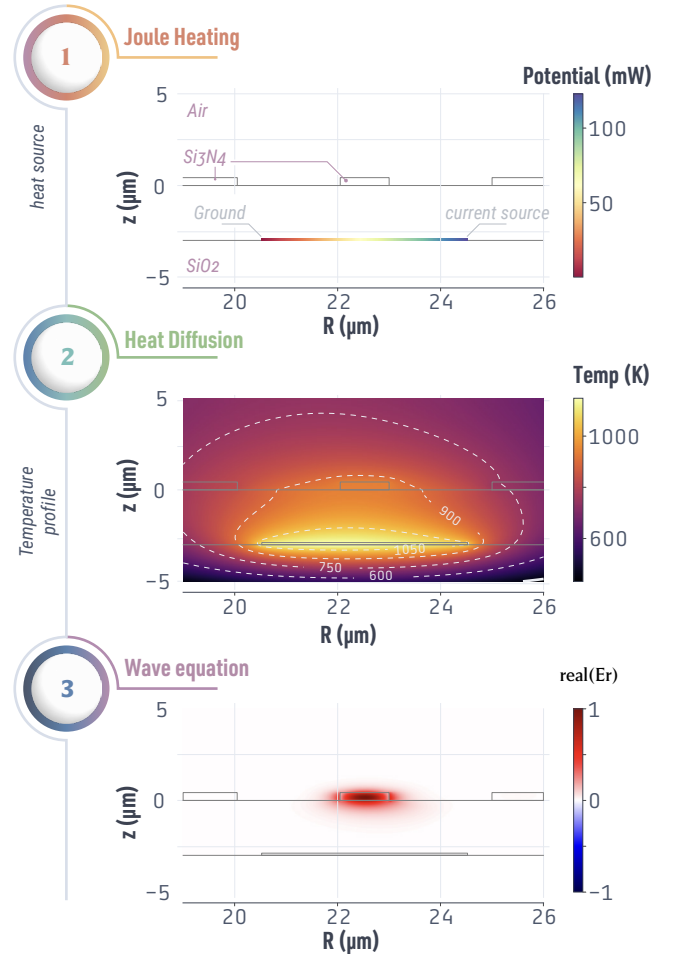 1
Joule Heating
heat source
Potential (mW)
5
Air
100
Si3N4
z (μm)
0
50
Ground
current source
SiO2
−5
20
22
24
26
R (μm)
2
Heat Diffusion
Temperature
profile
Temp (K)
5
1000
z (μm)
0
900
1050
600
750
600
−5
20
22
24
26
R (μm)
3
Wave equation
real(Er)
5
1
z (μm)
0
0
−5
−1
20
22
24
26
R (μm)